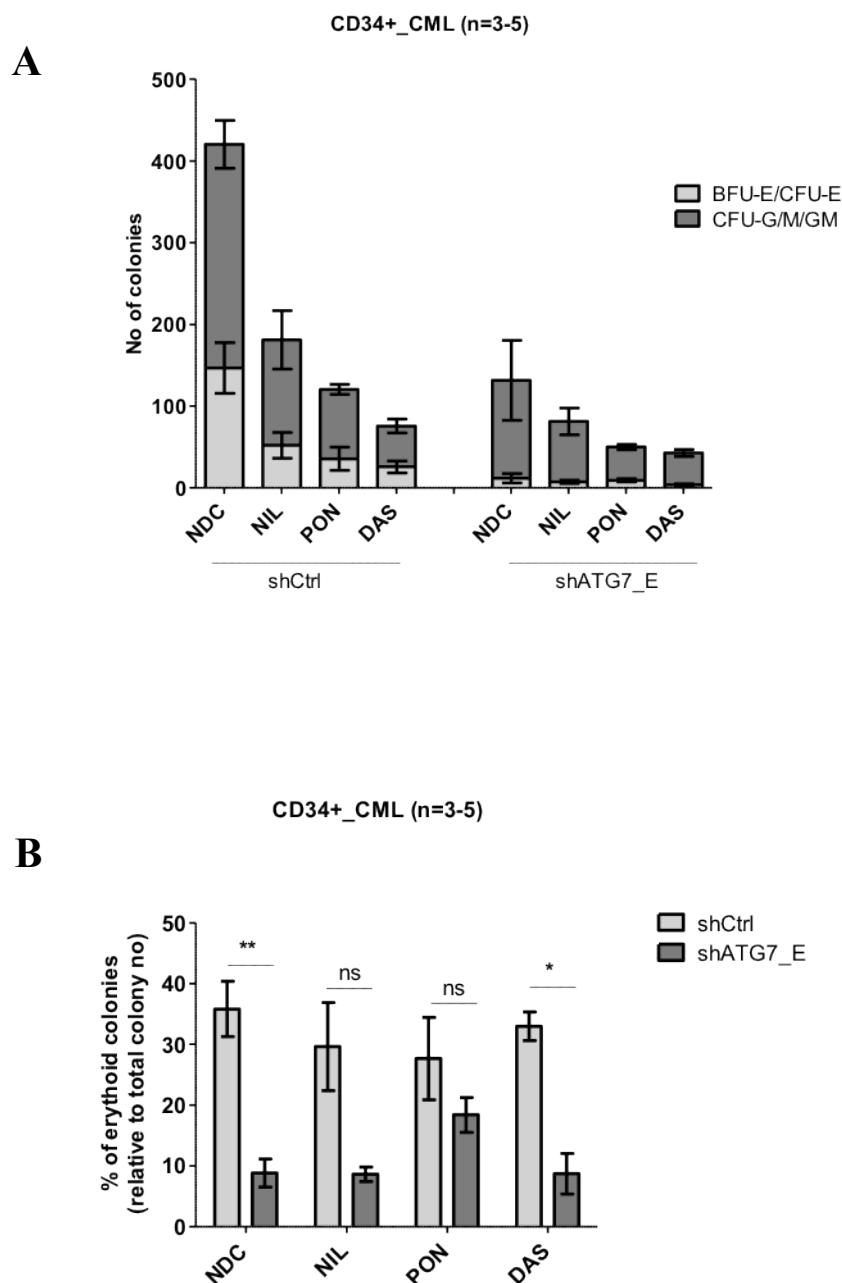 CD34+_CML (n=3-5)
A
No of colonies
500
400
300
200
100
0
BFU-E/CFU-E
CFU-G/M/GM
NDC
NIL
PON
DAS
NDC
NIL
PON
DAS
shCtrl
shATG7_E
CD34+_CML (n=3-5)
B
% of erythoid colonies
(relative to total colony no)
50
40
30
20
10
0
shCtrl
shATG7_E
**
ns
ns
*
NDC
NIL
PON
DAS